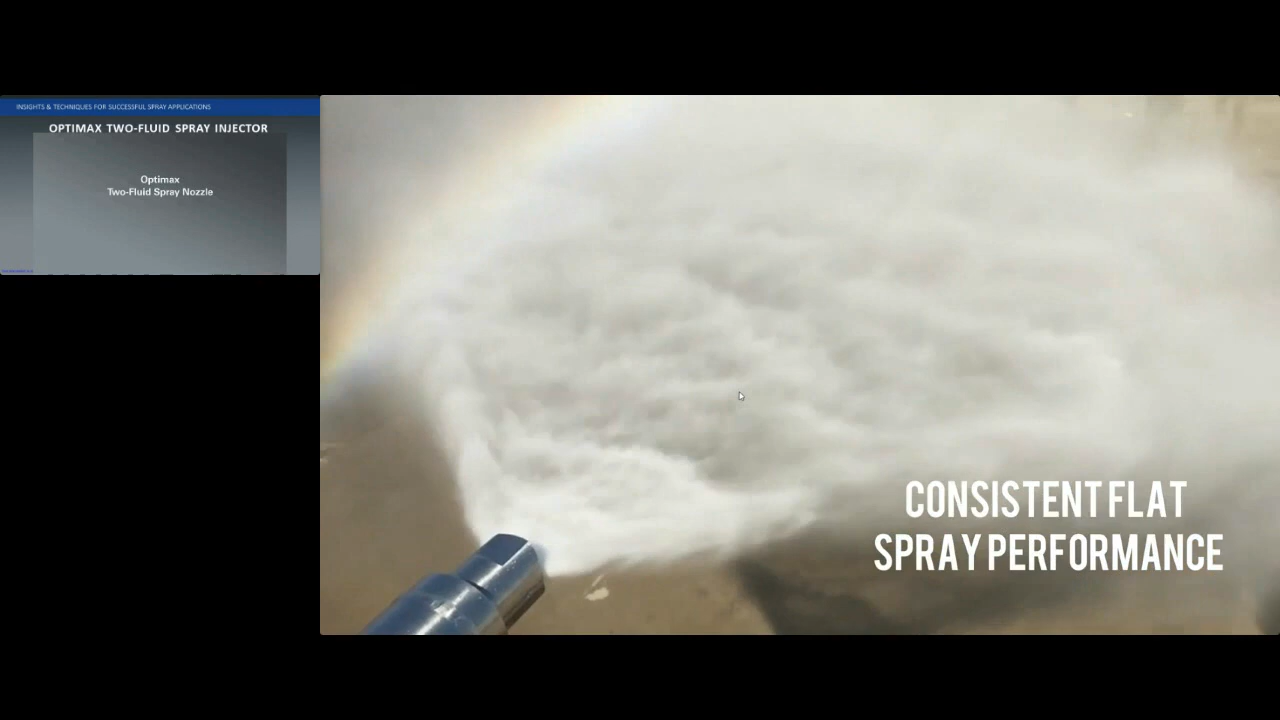 INSIGHTS & TECHNIQUES FOR SUCCESSFUL SPRAY APPLICATIONS
OPTIMAX TWO-FLUID SPRAY INJECTOR
Optimax
Two-Fluid Spray Nozzle
CONSISTENT FLAT
SPRAY PERFORMANCE